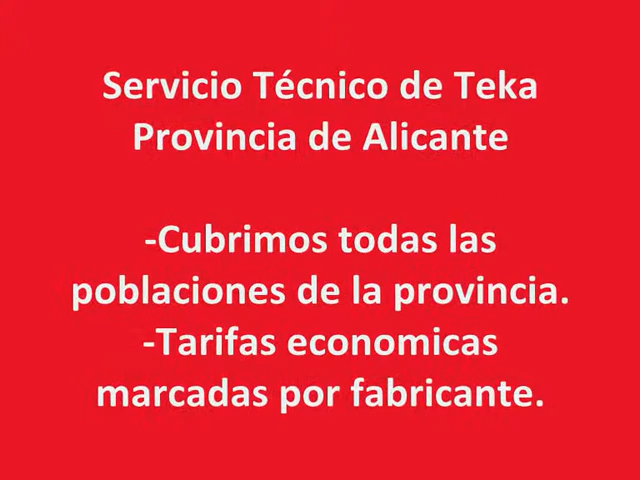 Servicio Técnico de Teka
Provincia de Alicante
-Cubrimos todas las
poblaciones de la provincia.
-Tarifas economicas
marcadas por fabricante.